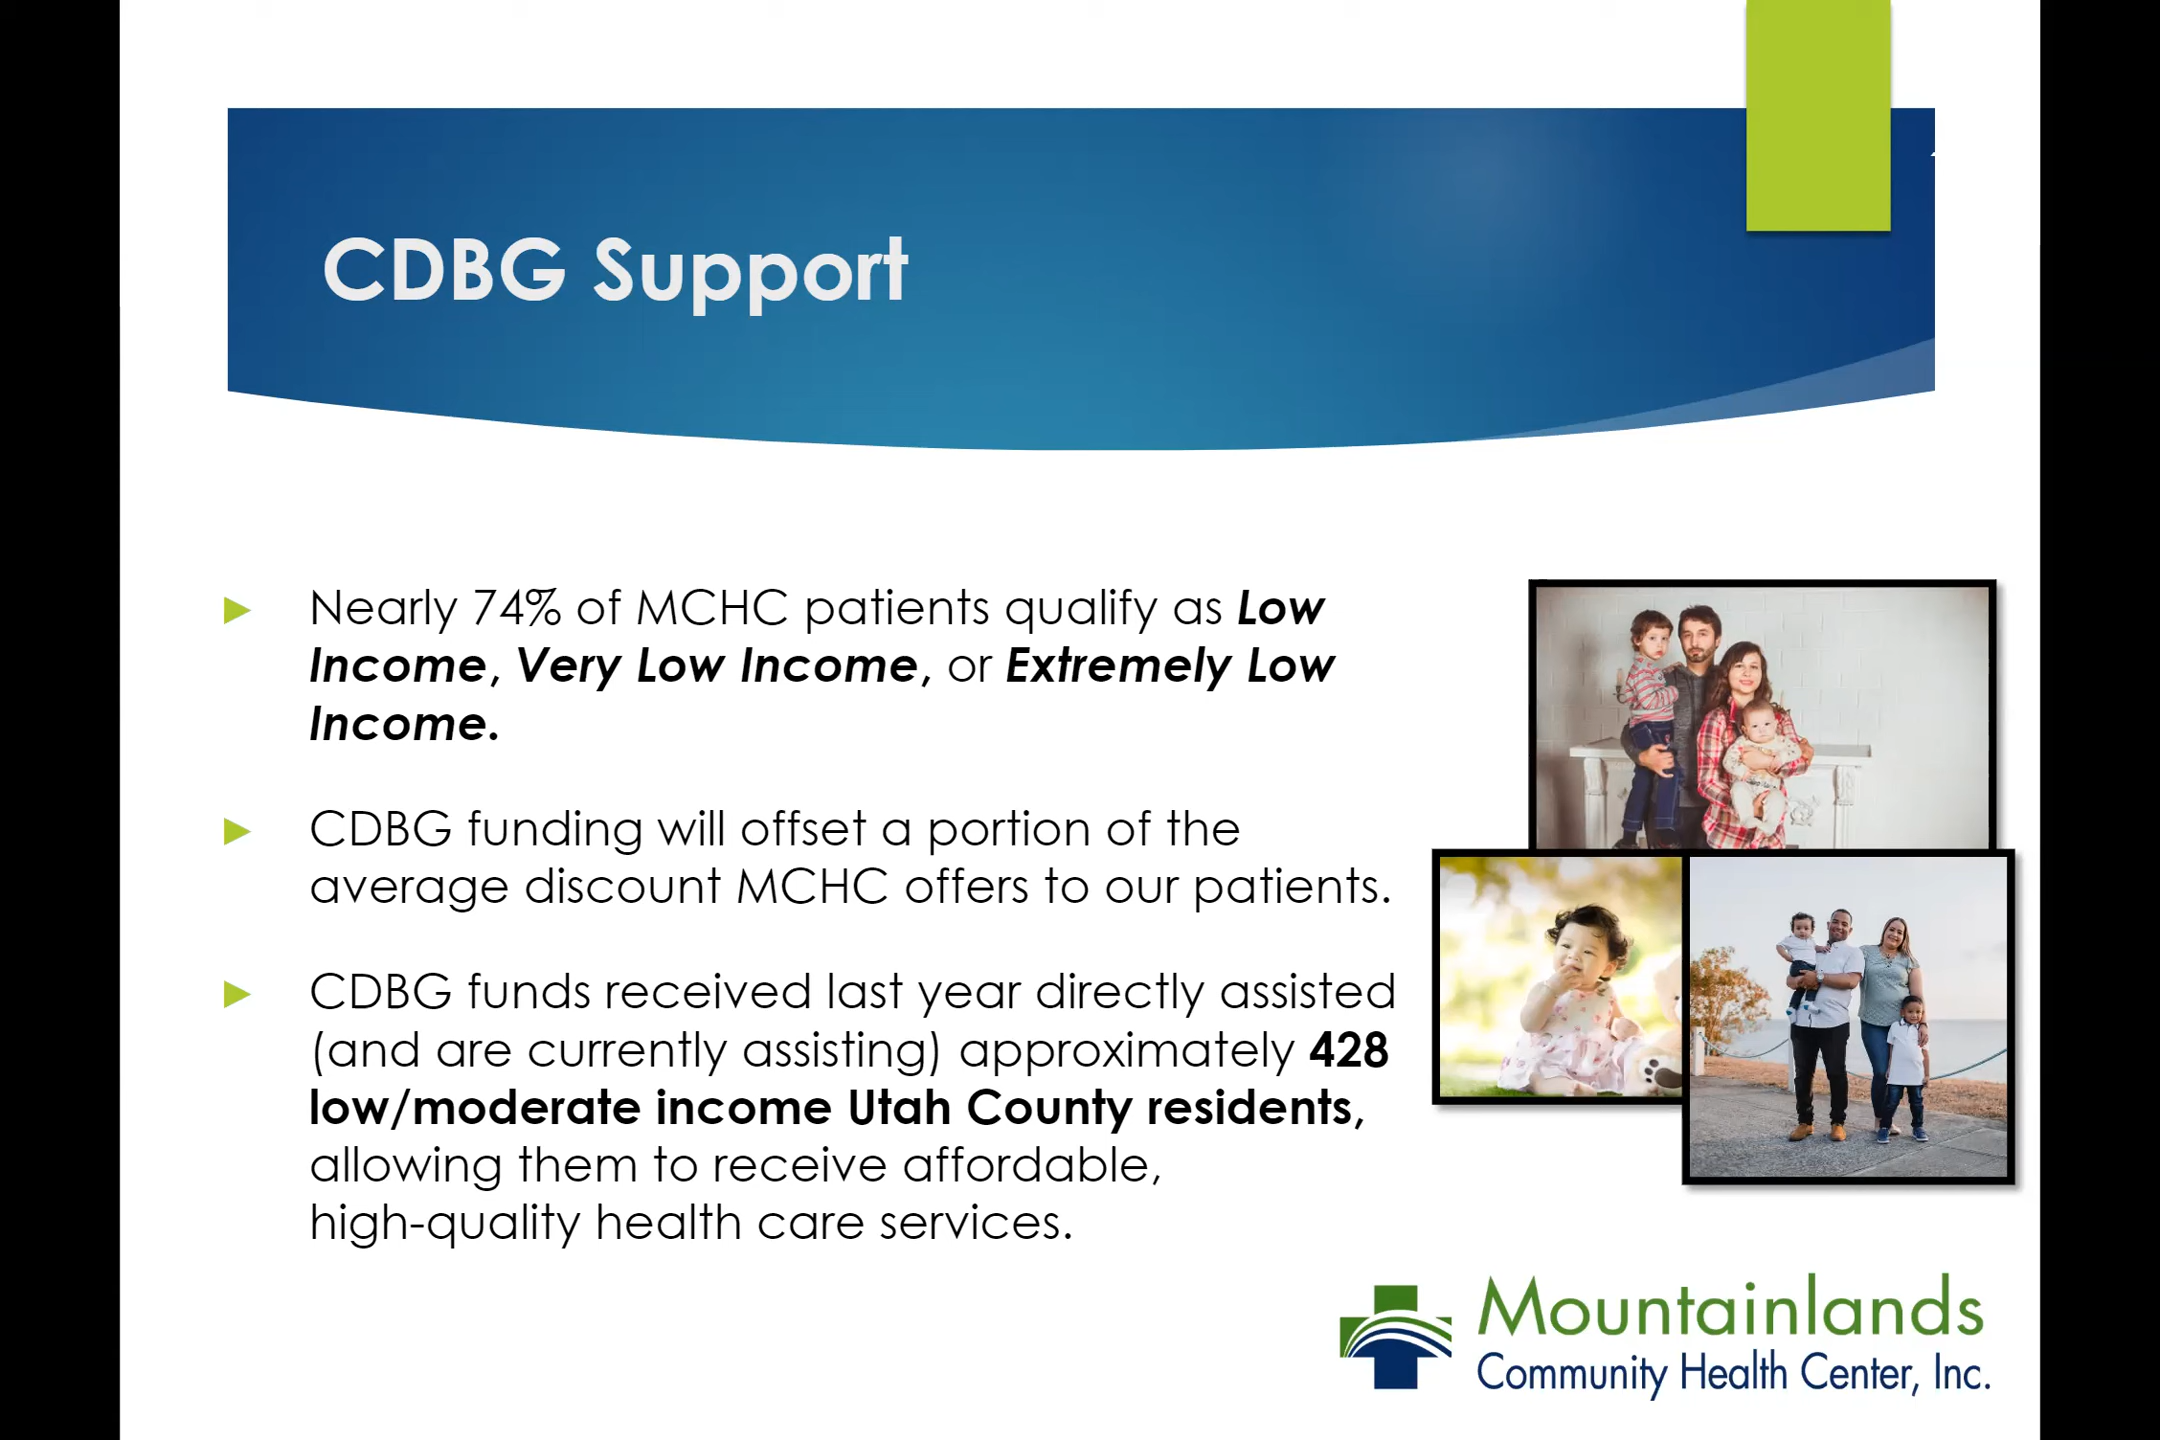 CDBG Support
Nearly 74% of MCHC patients qualify as Low
Income, Very Low Income, or Extremely Low
Income.
CDBG funding will offset a portion of the
average discount MCHC offers to our patients.
CDBG funds received last year directly assisted
(and are currently assisting) approximately 428
low/moderate income Utah County residents,
allowing them to receive affordable,
high-quality health care services.
Mountainlands
Community Health Center, Inc.